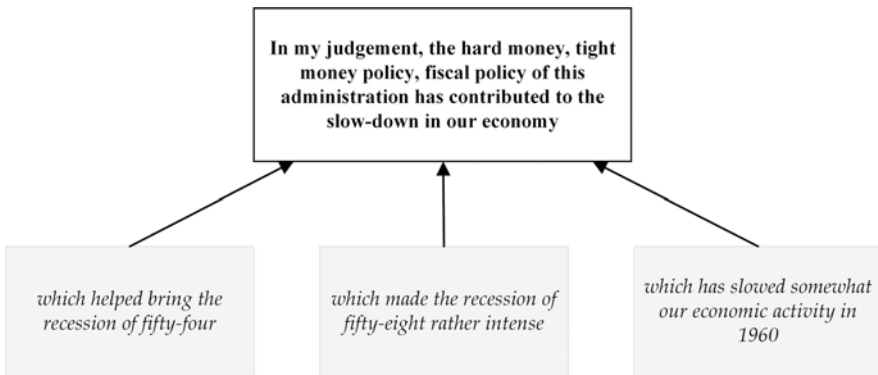 In my judgement, the hard money, tight
money policy, fiscal policy of this
administration has contributed to the
slow-down in our economy
which helped bring the
recession of fifty-four
which made the recession of
fifty-eight rather intense
which has slowed somewhat
our economic activity in
1960